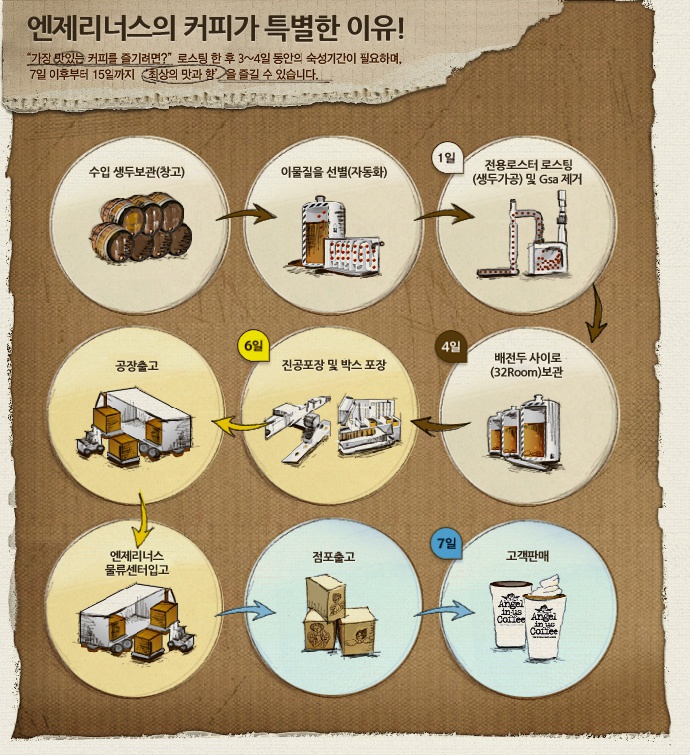 엔제리너스의 커피가 특별한 이유!
"가장 맛있는 커피를 즐기려면?" 로스팅 한 후 3~4일 동안의 숙성기간이 필요하며,
7일 이후부터 15일까지 '최상의 맛과 향'을 즐길 수 있습니다.
수입 생두보관(창고)
이물질을 선별(자동화)
1일
전용로스터 로스팅
(생두가공) 및 Gsa 제거
공장출고
6일
진공포장 및 박스 포장
4일
배전두 사이로
(32Room)보관
엔제리너스
물류센터입고
점포출고
7일
고객판매
Angel
in-us
Coffee
Angel
in-us
Coffee